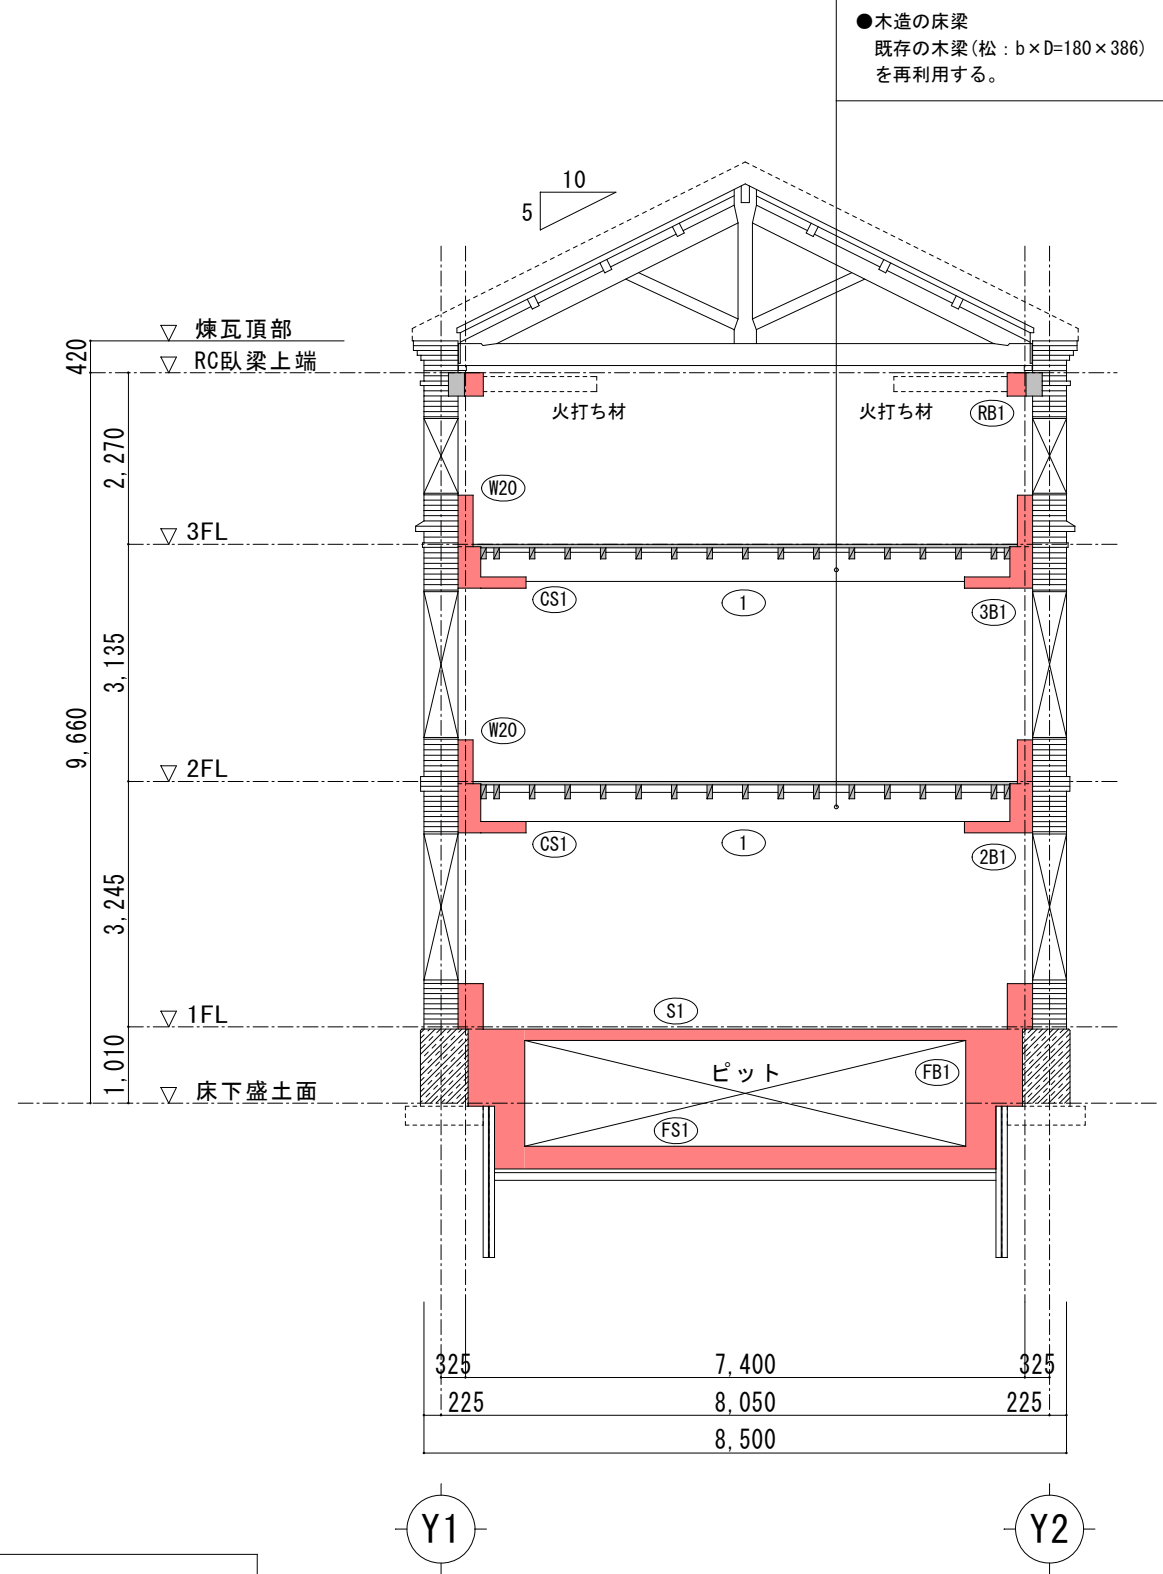 ●木造の床梁
既存の木梁(松：b×D=180×386)
を再利用する。
10
5
煉瓦頂部
420
RC臥梁上端
火打ち材
火打ち材
RB1
2,270
W20
3FL
CS1
1
3B1
3,135
9,660
W20
2FL
CS1
1
2B1
3,245
1FL
S1
1,010
ピット
FB1
床下盛土面
FS1
325
7,400
325
225
8,050
225
8,500
Y1
Y2